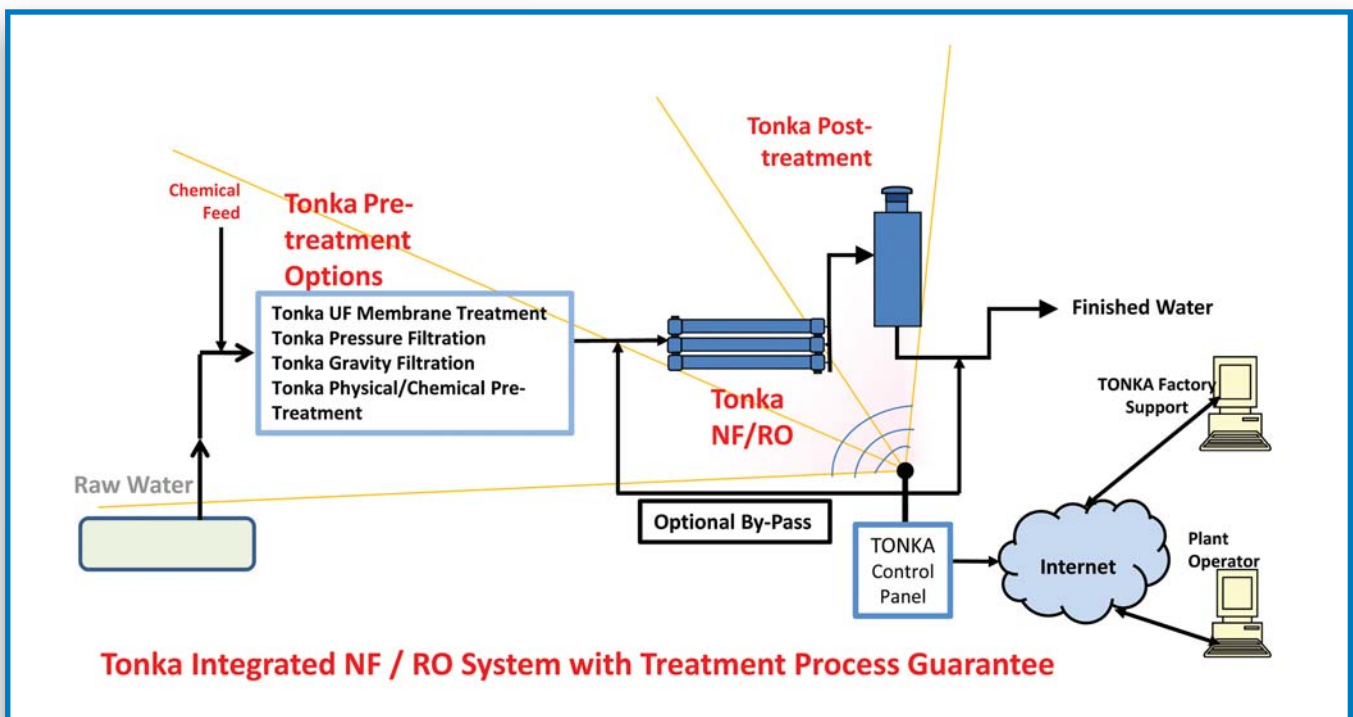 Tonka Post-
treatment
Chemical
Feed
Tonka Pre-
treatment
Options
Tonka UF Membrane Treatment
Tonka Pressure Filtration
Tonka Gravity Filtration
Tonka Physical/Chemical Pre-
Treatment
Finished Water
Tonka
NF/RO
TONKA Factory
Support
Raw Water
Optional By-Pass
TONKA
Control
Panel
Internet
Plant
Operator
Tonka Integrated NF / RO System with Treatment Process Guarantee